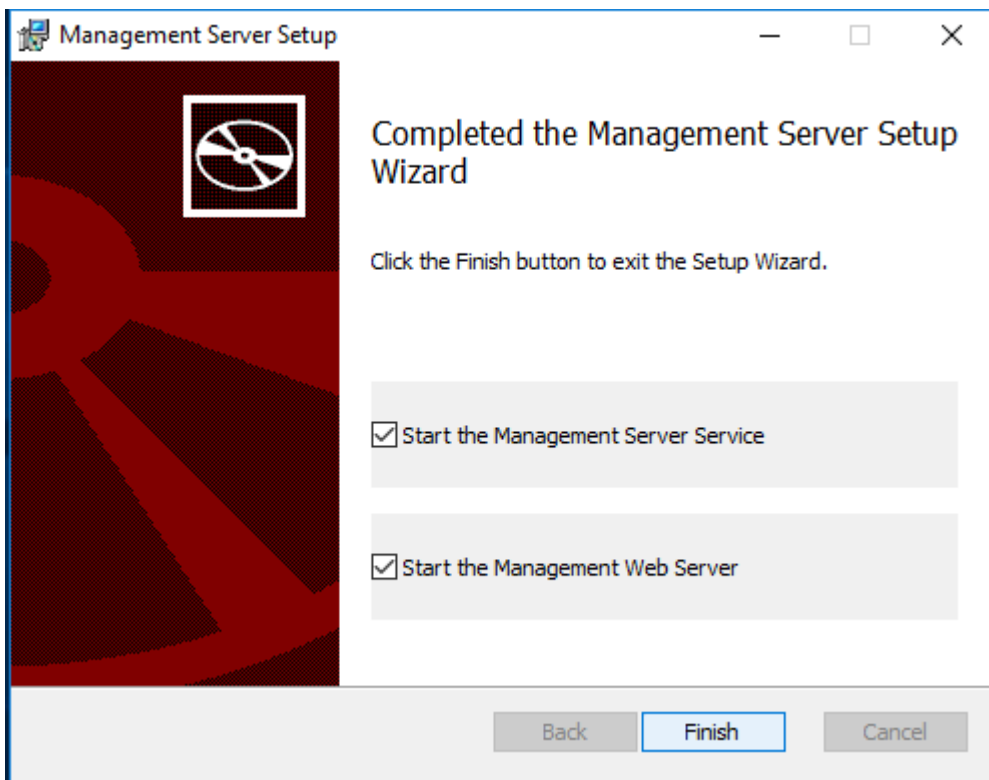 Management Server Setup
Completed the Management Server Setup
Wizard
Click the Finish button to exit the Setup Wizard.
Start the Management Server Service
Start the Management Web Server
Back
Finish
Cancel